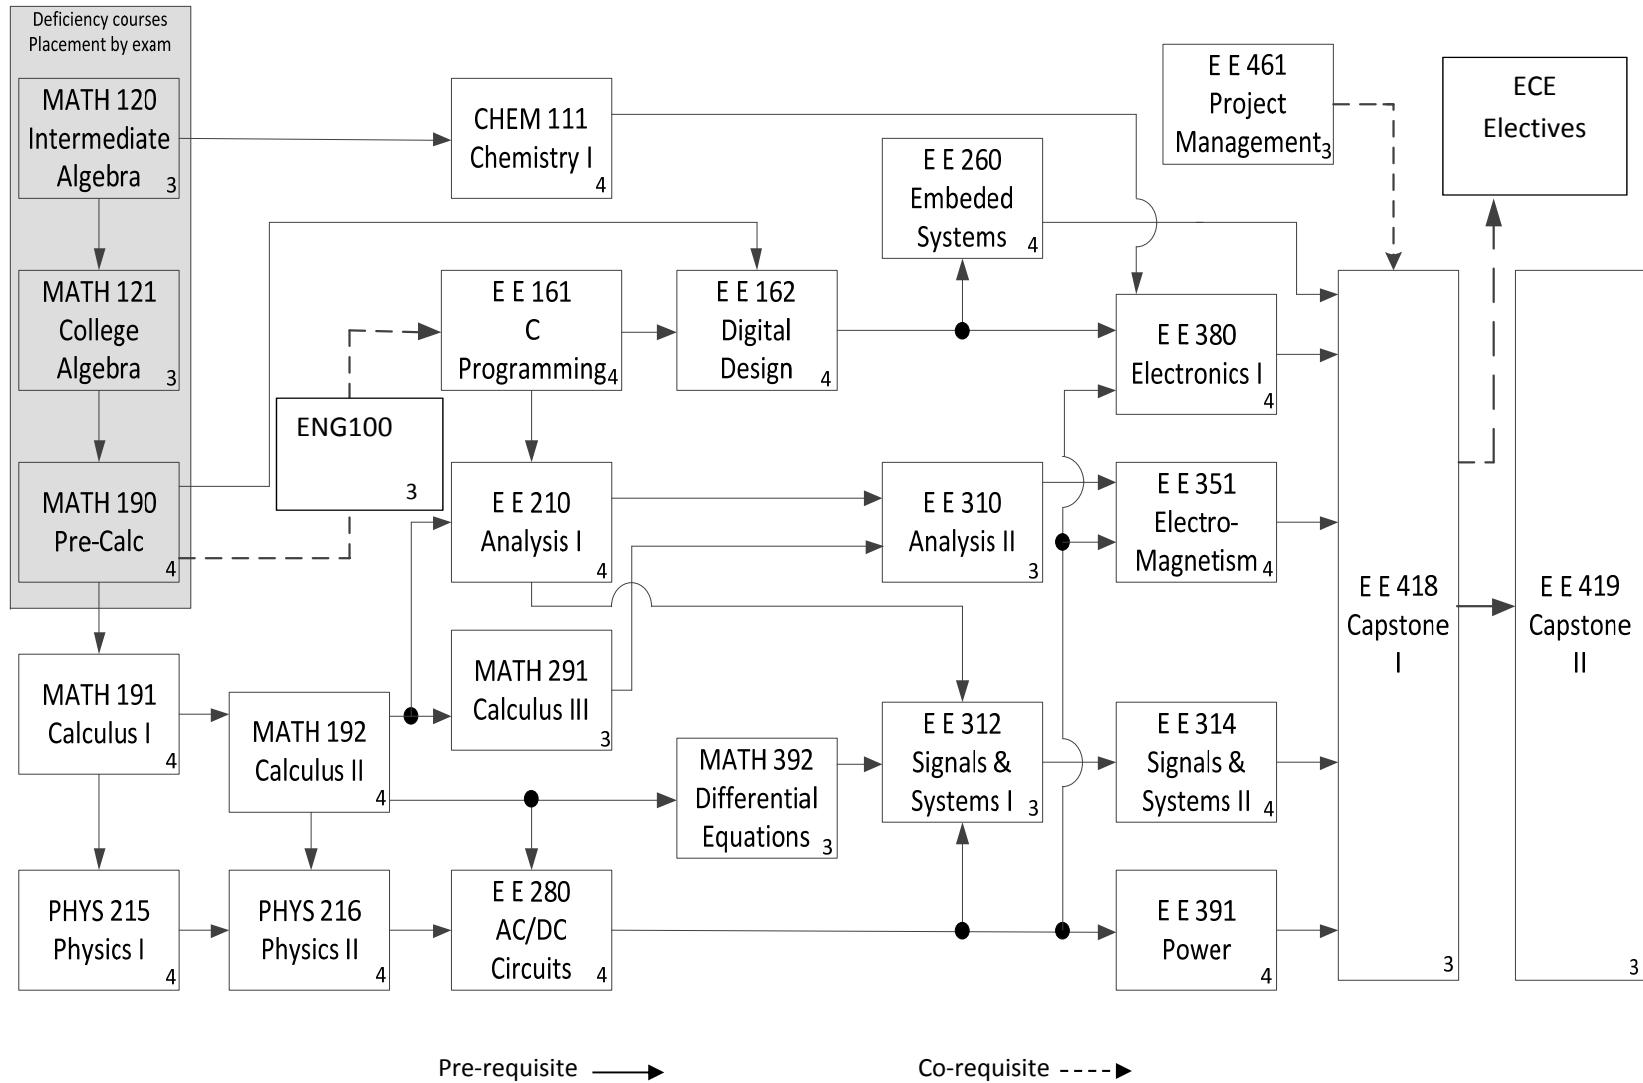 Deficiency courses
Placement by exam
MATH 120
Intermediate
Algebra
3
MATH 121
College
Algebra
3
MATH 190
Pre-Calc
4
MATH 191
Calculus I
4
PHYS 215
Physics I
4
MATH 192
Calculus II
4
PHYS 216
Physics II
4
ENG100
3
CHEM 111
Chemistry I
4
E E 161
C
Programming
4
E E 210
Analysis I
4
MATH 291
Calculus III
3
E E 280
AC/DC
Circuits
4
E E 162
Digital
Design
4
MATH 392
Differential
Equations
3
E E 260
Embeded
Systems
4
E E 310
Analysis II
3
E E 312
Signals &
Systems I
3
E E 461
Project
Management
3
E E 380
Electronics I
4
E E 351
Electro-
Magnetism
4
E E 314
Signals &
Systems II
4
E E 391
Power
4
ECE
Electives
E E 418
Capstone
I
3
E E 419
Capstone
II
3
Pre-requisite
Co-requisite